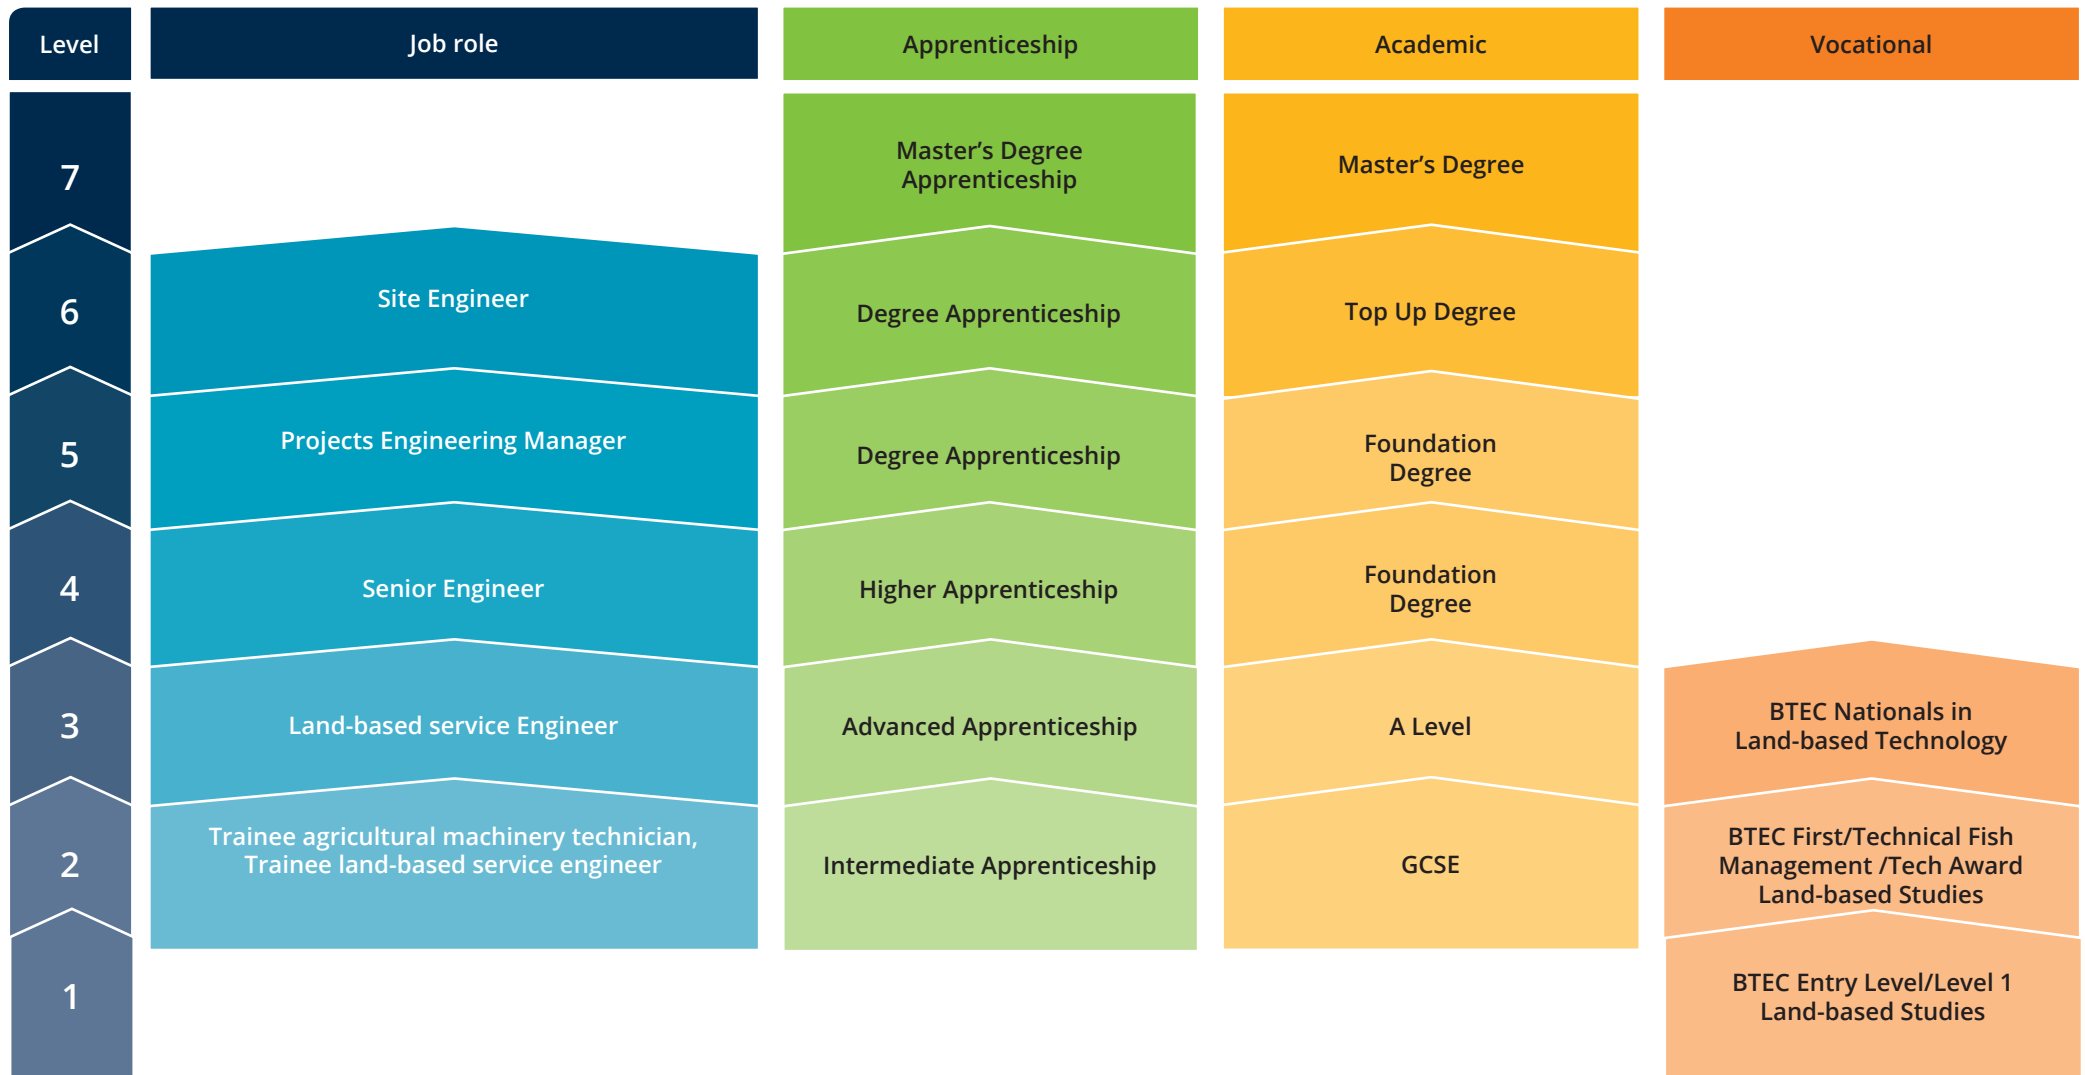 Level
Job role
Apprenticeship
Academic
Vocational
7
Master’s Degree
Apprenticeship
Master’s Degree
6
Site Engineer
Degree Apprenticeship
Top Up Degree
5
Projects Engineering Manager
Degree Apprenticeship
Foundation
Degree
4
Senior Engineer
Higher Apprenticeship
Foundation
Degree
3
Land-based service Engineer
Advanced Apprenticeship
A Level
BTEC Nationals in
Land-based Technology
2
Trainee agricultural machinery technician,
Trainee land-based service engineer
Intermediate Apprenticeship
GCSE
BTEC First/Technical Fish
Management /Tech Award
Land-based Studies
1
BTEC Entry Level/Level 1
Land-based Studies